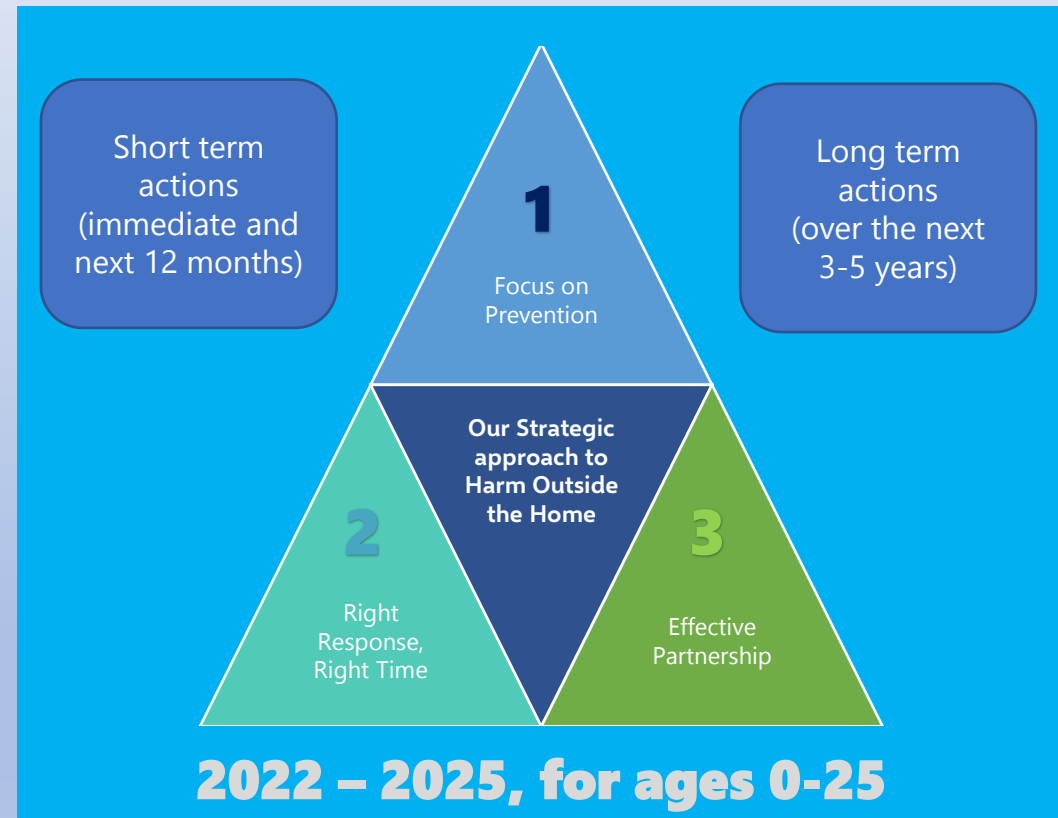 Short term
actions
(immediate and
next 12 months)
Long term
actions
(over the next
3-5 years)
1
Focus on
Prevention
Our Strategic
approach to
Harm Outside
the Home
2
Right
Response,
Right Time
3
Effective
Partnership
2022 – 2025, for ages 0-25